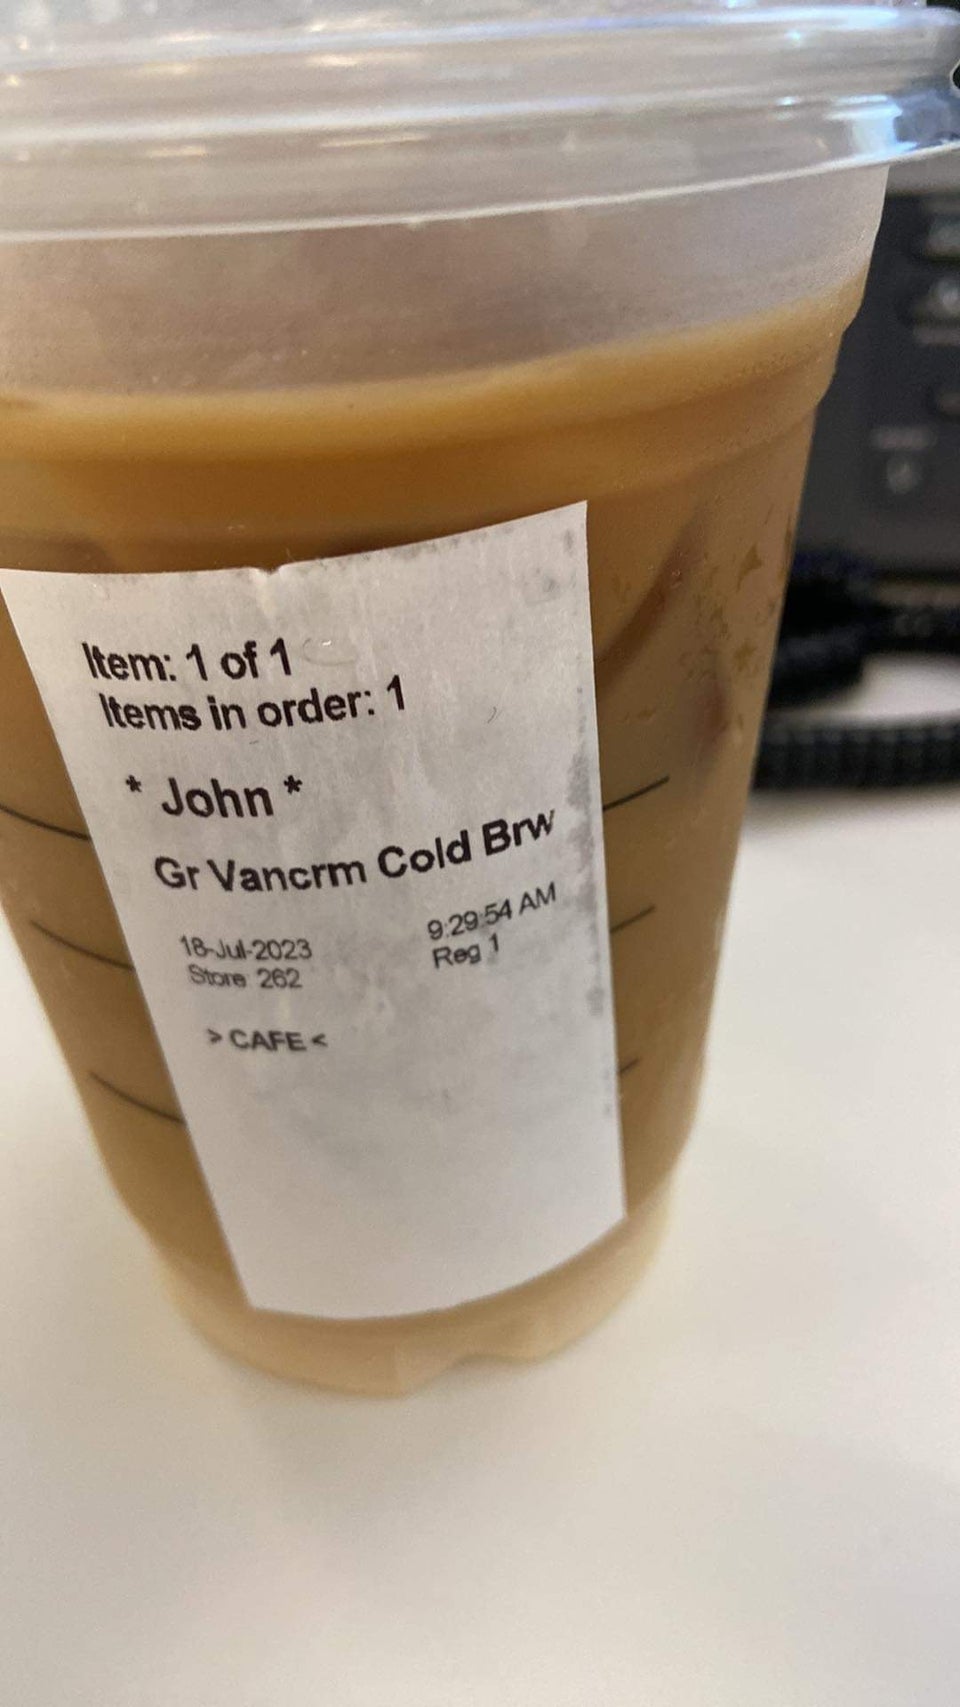 Item: 1 of 1
Items in order: 1
* John *
Gr Vancrm Cold Brw
18-Jul-2023 9:29:54 AM
Store 262 Reg 1
> CAFE <